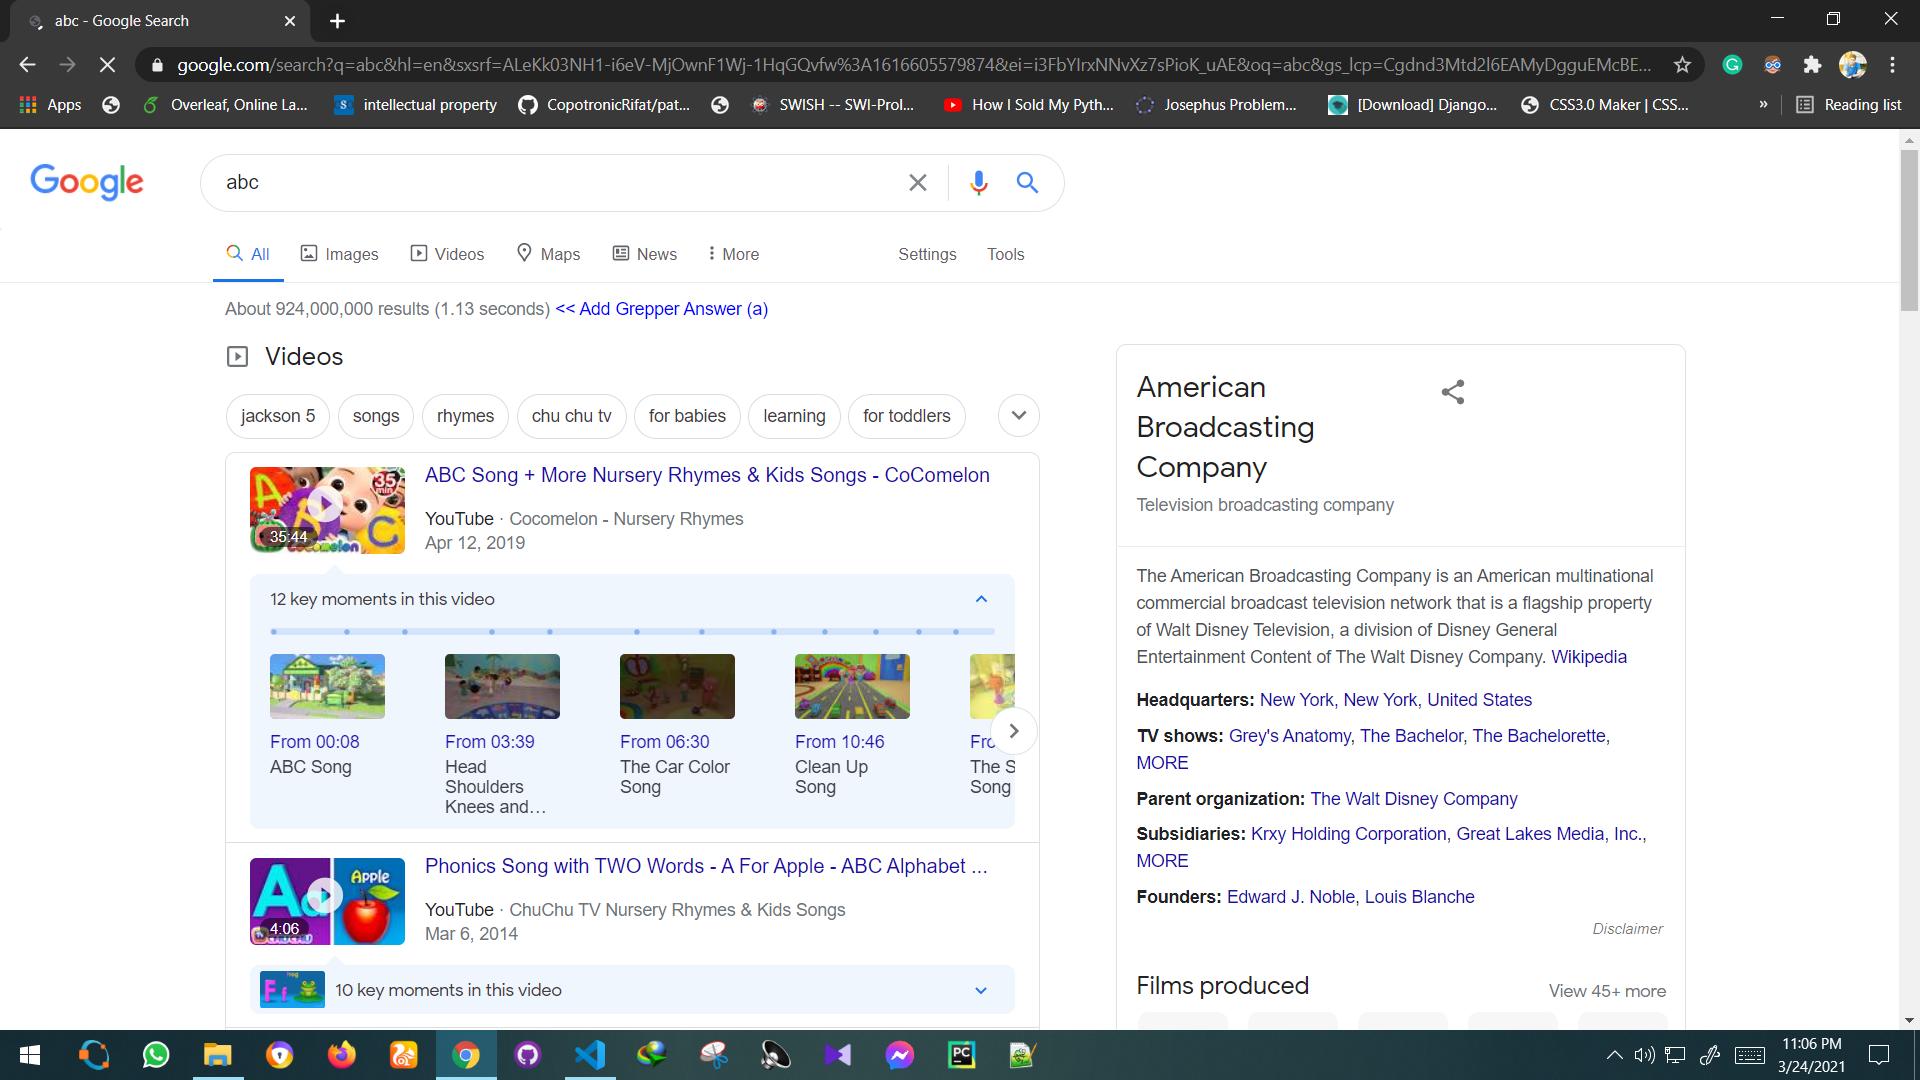 abc - Google Search
google.com/search?q=abc&hl=en&sxsrf=ALeKk03NH1-i6eV-MjOwnF1Wj-1HqGQvfw%3A1616605579874&ei=i3FbYIrxNNvXz7sPioK_uAE&oq=abc&gs_lcp=Cgdnd3Mtd2l6EAMyDgguEMcBE...
Apps Overleaf, Online La... S intellectual property CopotronicRifat/pat... SWISH -- SWI-Prol... How I Sold My Pyth... Josephus Problem... [Download] Django... CSS3.0 Maker | CSS... » Reading list
Google abc
All Images Videos Maps News More Settings Tools
About 924,000,000 results (1.13 seconds) << Add Grepper Answer (a)
Videos
jackson 5 songs rhymes chu chu tv for babies learning for toddlers
ABC Song + More Nursery Rhymes & Kids Songs - CoComelon
YouTube · Cocomelon - Nursery Rhymes
Apr 12, 2019
35 min
A B C
35:44
cocomelon
12 key moments in this video
From 00:08
ABC Song
From 03:39
Head
Shoulders
Knees and...
From 06:30
The Car Color
Song
From 10:46
Clean Up
Song
Fro
The S
Song
Phonics Song with TWO Words - A For Apple - ABC Alphabet ...
YouTube · ChuChu TV Nursery Rhymes & Kids Songs
Mar 6, 2014
Aa Apple
4:06
F f frog
10 key moments in this video
American
Broadcasting
Company
Television broadcasting company
The American Broadcasting Company is an American multinational
commercial broadcast television network that is a flagship property
of Walt Disney Television, a division of Disney General
Entertainment Content of The Walt Disney Company. Wikipedia
Headquarters: New York, New York, United States
TV shows: Grey's Anatomy, The Bachelor, The Bachelorette,
MORE
Parent organization: The Walt Disney Company
Subsidiaries: Krxy Holding Corporation, Great Lakes Media, Inc.,
MORE
Founders: Edward J. Noble, Louis Blanche
Disclaimer
Films produced View 45+ more
PC
11:06 PM
3/24/2021